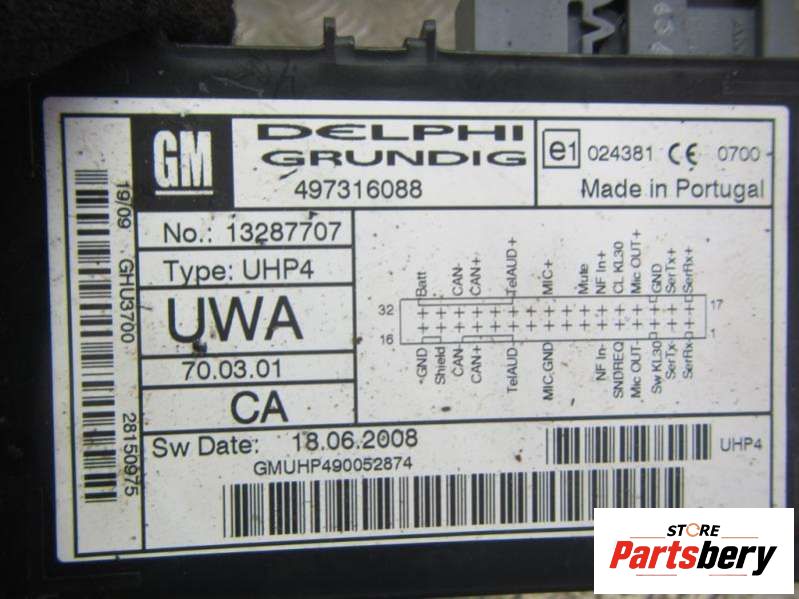 GM
DELPHI
GRUNDIG
497316088
e1 024381 CE 0700
Made in Portugal
19/09 GHU3700 28150975
No.: 13287707
Type: UHP4
UWA
70.03.01
CA
Batt CAN- CAN+ TelAUD+ MIC+ Mute NF In+ CL KL30 Mic OUT+ GND SerTx+ SerRx+
32 17
16 1
*GND Shield CAN- CAN+ TelAUD- MIC GND NF In- SNDREQ Mic OUT- Sw KL30 SerTx- SerRx-
Sw Date: 18.06.2008
GMUHP490052874
UHP4
STORE
Partsbery